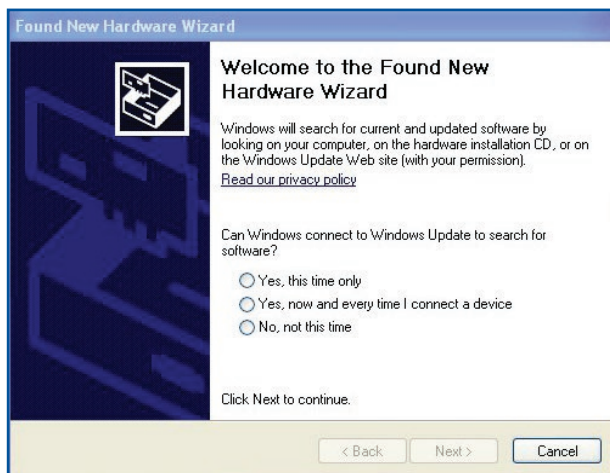 Found New Hardware Wizard
Welcome to the Found New
Hardware Wizard
Windows will search for current and updated software by
looking on your computer, on the hardware installation CD, or on
the Windows Update Web site (with your permission).
Read our privacy policy
Can Windows connect to Windows Update to search for
software?
Yes, this time only
Yes, now and every time I connect a device
No, not this time
Click Next to continue.
< Back Next > Cancel